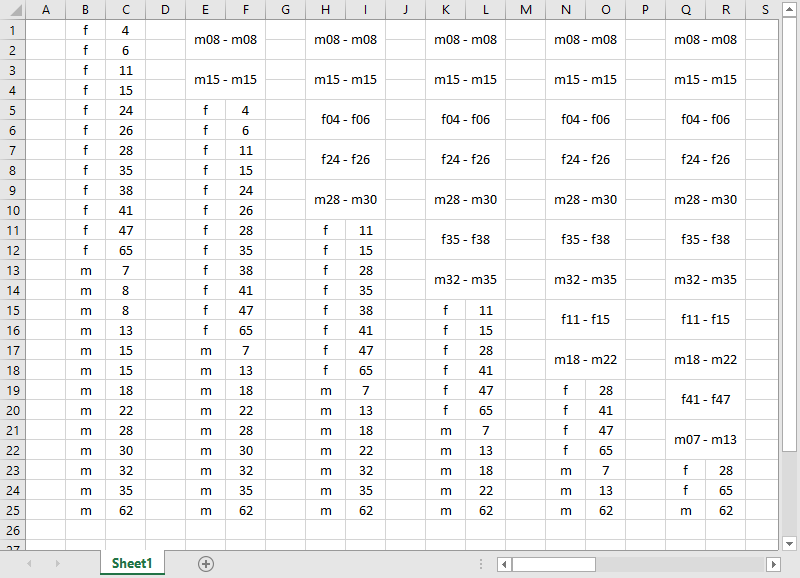 A B C D E F G H I J K L M N O P Q R S
1 f 4 m08 - m08 m08 - m08 m08 - m08 m08 - m08 m08 - m08
2 f 6
3 f 11 m15 - m15 m15 - m15 m15 - m15 m15 - m15 m15 - m15
4 f 15
5 f 24 f 4 f04 - f06 f04 - f06 f04 - f06 f04 - f06
6 f 26 f 6
7 f 28 f 11 f24 - f26 f24 - f26 f24 - f26 f24 - f26
8 f 35 f 15
9 f 38 f 24 m28 - m30 m28 - m30 m28 - m30 m28 - m30
10 f 41 f 26
11 f 47 f 28 f 11 f35 - f38 f35 - f38 f35 - f38
12 f 65 f 35 f 15
13 m 7 f 38 f 28 m32 - m35 m32 - m35 m32 - m35
14 m 8 f 41 f 35
15 m 8 f 47 f 38 f 11 f11 - f15 f11 - f15
16 m 13 f 65 f 41 f 15
17 m 15 m 7 f 47 f 28 m18 - m22 m18 - m22
18 m 15 m 13 f 65 f 41
19 m 18 m 18 m 7 f 47 f 28 f41 - f47
20 m 22 m 22 m 13 f 65 f 41
21 m 28 m 28 m 18 m 7 f 47 m07 - m13
22 m 30 m 30 m 22 m 13 f 65
23 m 32 m 32 m 32 m 18 m 7 f 28
24 m 35 m 35 m 35 m 22 m 13 f 65
25 m 62 m 62 m 62 m 62 m 62 m 62
26
27
Sheet1